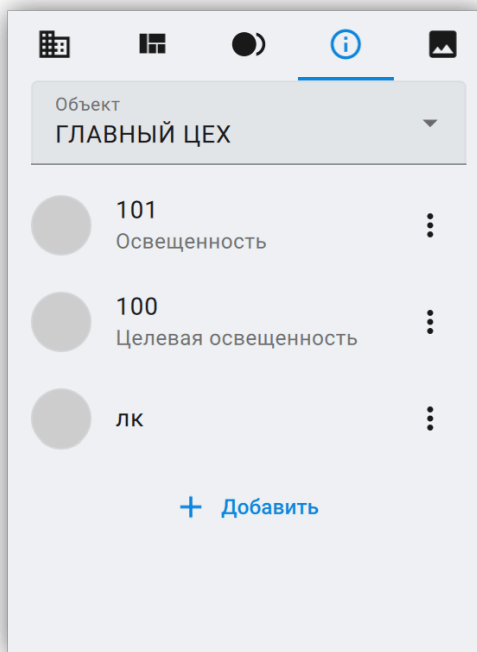 Объект
ГЛАВНЫЙ ЦЕХ
101
Освещенность
100
Целевая освещенность
лк
Добавить